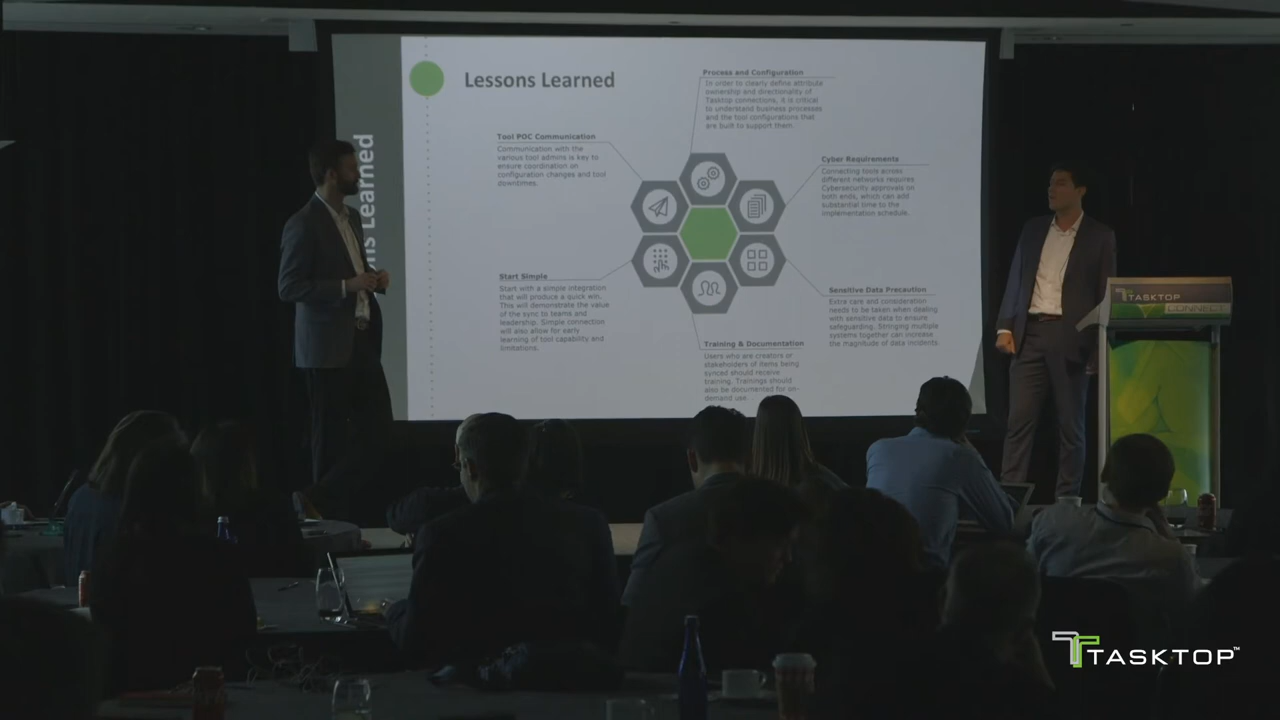 Lessons Learned
ns Learned
Process and Configuration
In order to clearly define attribute
ownership and directionality of
Tasktop connections, it is critical
to understand business processes
and the tool configurations that
are built to support them.
Tool POC Communication
Communication with the
various tool admins is key to
ensure coordination on
configuration changes and tool
downtimes.
Cyber Requirements
Connecting tools across
different networks requires
Cybersecurity approvals on
both ends, which can add
substantial time to the
implementation schedule.
Start Simple
Start with a simple integration
that will produce a quick win.
This will demonstrate the value
of the sync to teams and
leadership. Simple connection
will also allow for early
learning of tool capability and
limitations.
Sensitive Data Precaution
Extra care and consideration
needs to be taken when dealing
with sensitive data to ensure
safeguarding. Stringing multiple
systems together can increase
the magnitude of data incidents.
Training & Documentation
Users who are creators or
stakeholders of items being
synced should receive
training. Trainings should
also be documented for on-
demand use.
TASKTOP
CONNECT
TASKTOP™